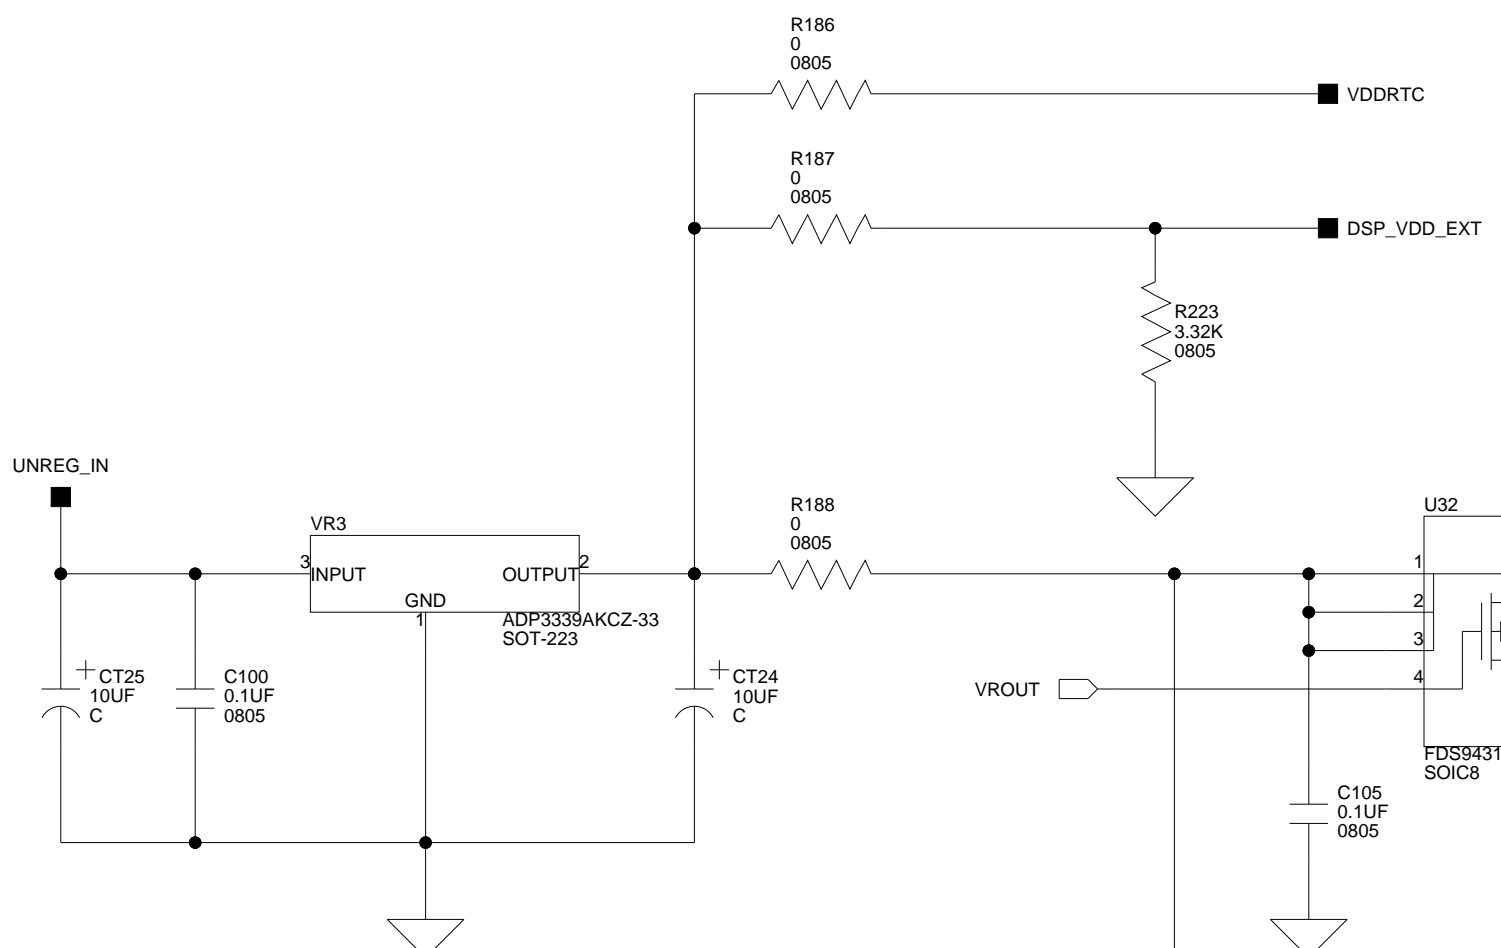 R186
0
0805
VDDRTC
R187
0
0805
DSP_VDD_EXT
R223
3.32K
0805
UNREG_IN
R188
0
0805
U32
VR3
3
INPUT
OUTPUT
2
GND
1
ADP3339AKCZ-33
SOT-223
1
2
3
4
CT25
10UF
C
C100
0.1UF
0805
CT24
10UF
C
VROUT
FDS9431
SOIC8
C105
0.1UF
0805